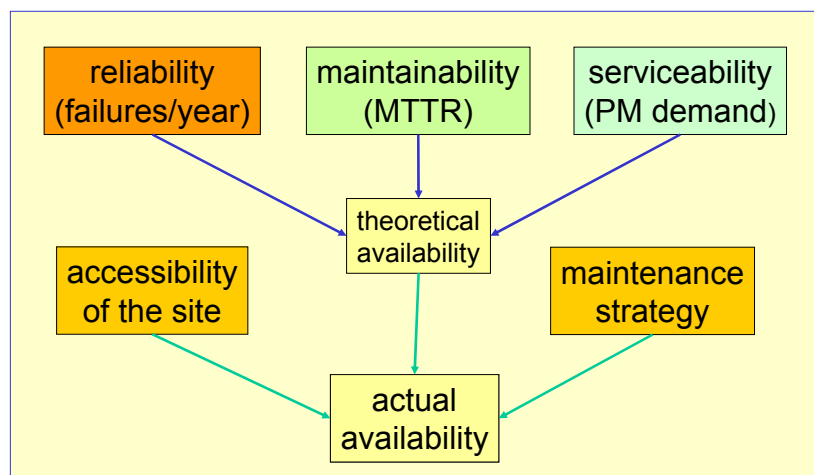 reliability
(failures/year)
maintainability
(MTTR)
serviceability
(PM demand)
theoretical
availability
accessibility
of the site
maintenance
strategy
actual
availability